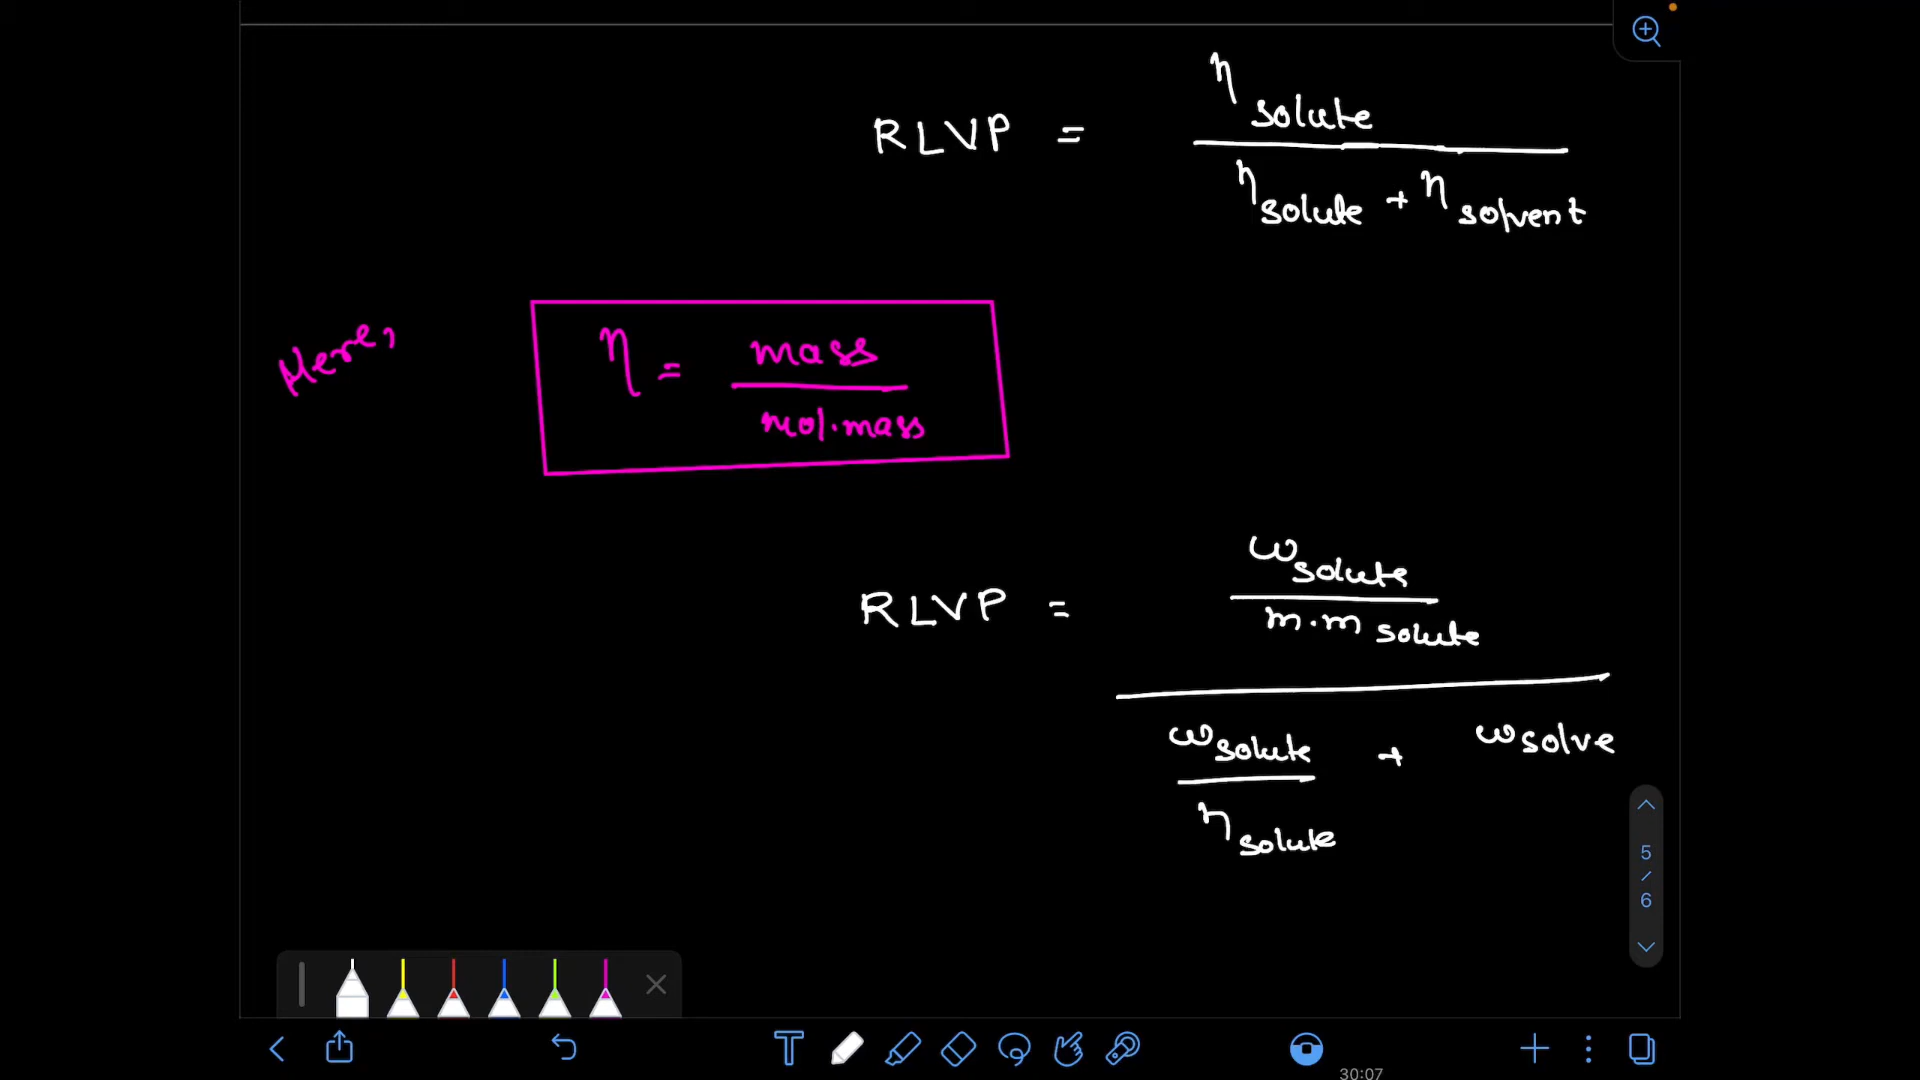 RLVP = η solute
η solute + η solvent
Here, η = mass
mol. mass
RLVP = ω solute
m.m solute
ω solute + ω solve
η solute
5
/
6
T
30:07